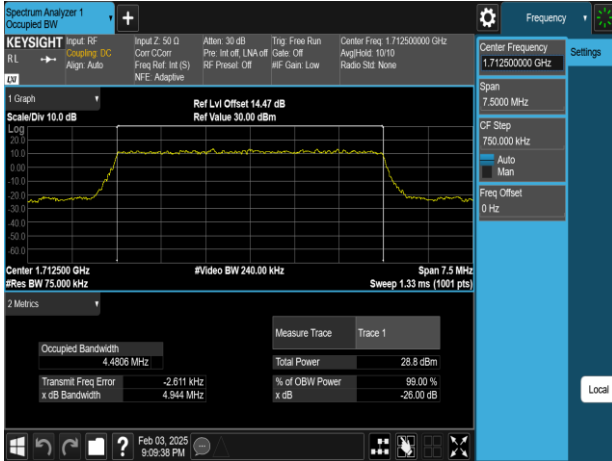 Spectrum Analyzer 1
Occupied BW
Frequency
KEYSIGHT
R L
LXI
Input: RF
Coupling: DC
Align: Auto
Input Z: 50 Ω
Corr CCorr
Freq Ref: Int (S)
NFE: Adaptive
Atten: 30 dB
Pre: Int off, LNA off
RF Preset: Off
Trig: Free Run
Gate: Off
#IF Gain: Low
Center Freq: 1.712500000 GHz
Avg|Hold: 10/10
Radio Std: None
Center Frequency
1.712500000 GHz
Settings
Span
7.5000 MHz
CF Step
750.000 kHz
Auto
Man
Freq Offset
0 Hz
Local
1 Graph
Scale/Div 10.0 dB
Ref Lvl Offset 14.47 dB
Ref Value 30.00 dBm
Log
20.0
10.0
0.00
-10.0
-20.0
-30.0
-40.0
-50.0
-60.0
Center 1.712500 GHz
#Res BW 75.000 kHz
#Video BW 240.00 kHz
Span 7.5 MHz
Sweep 1.33 ms (1001 pts)
2 Metrics
Measure Trace Trace 1
Occupied Bandwidth
4.4806 MHz
Total Power 28.8 dBm
Transmit Freq Error -2.611 kHz
% of OBW Power 99.00 %
x dB Bandwidth 4.944 MHz
x dB -26.00 dB
Feb 03, 2025
9:09:38 PM